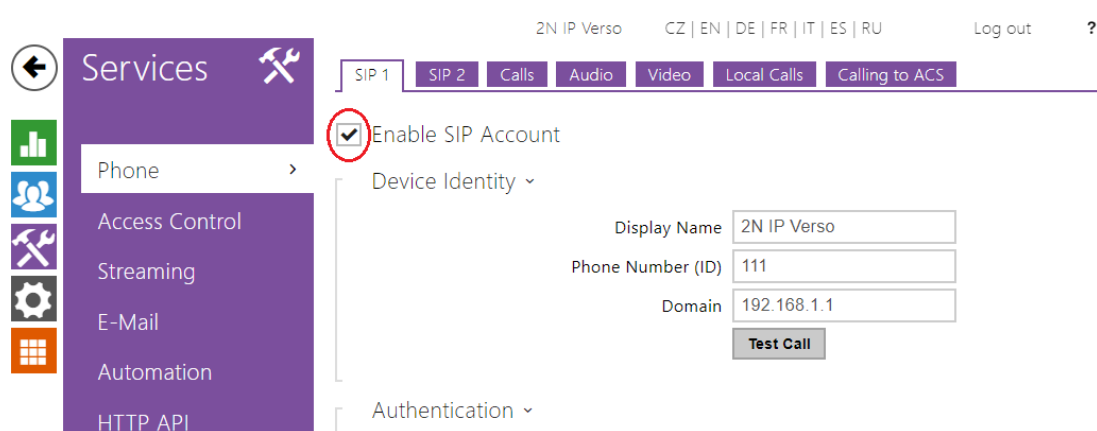 2N IP Verso CZ | EN | DE | FR | IT | ES | RU Log out ?
Services
SIP 1 SIP 2 Calls Audio Video Local Calls Calling to ACS
Enable SIP Account
Phone
Device Identity
Access Control
Display Name 2N IP Verso
Phone Number (ID) 111
Streaming
Domain 192.168.1.1
E-Mail
Test Call
Automation
Authentication
HTTP API